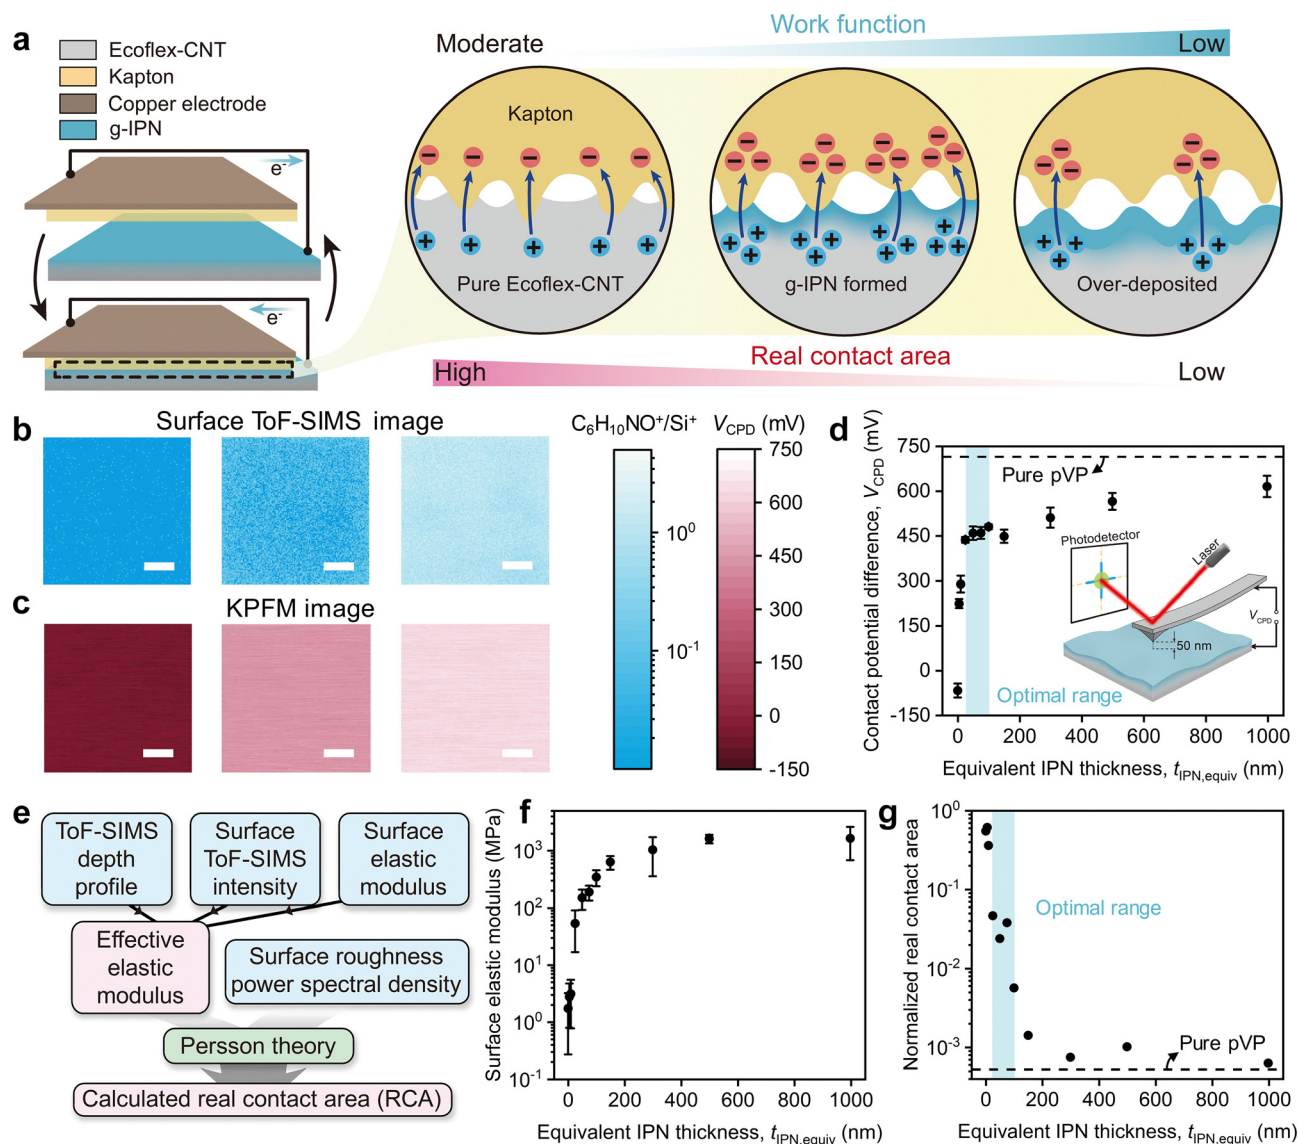 a
Ecoflex-CNT
Kapton
Copper electrode
g-IPN
e-
e-
Work function
Moderate
Low
Kapton
Pure Ecoflex-CNT
g-IPN formed
Over-deposited
Real contact area
High
Low
b
Surface ToF-SIMS image
C₆H₁₀NO⁺/Si⁺
10⁰
10⁻¹
V_CPD (mV)
750
600
450
300
150
0
-150
c
KPFM image
d
Contact potential difference, V_CPD (mV)
750
600
450
300
150
0
-150
Pure pVP
Photodetector
Laser
V_CPD
50 nm
Optimal range
0 200 400 600 800 1000
Equivalent IPN thickness, t_IPN,equiv (nm)
e
ToF-SIMS
depth
profile
Surface
ToF-SIMS
intensity
Surface
elastic
modulus
Effective
elastic
modulus
Surface roughness
power spectral density
Persson theory
Calculated real contact area (RCA)
f
Surface elastic modulus (MPa)
10³
10²
10¹
10⁰
10⁻¹
0 200 400 600 800 1000
Equivalent IPN thickness, t_IPN,equiv (nm)
g
Normalized real contact area
10⁰
10⁻¹
10⁻²
10⁻³
Optimal range
Pure pVP
0 200 400 600 800 1000
Equivalent IPN thickness, t_IPN,equiv (nm)